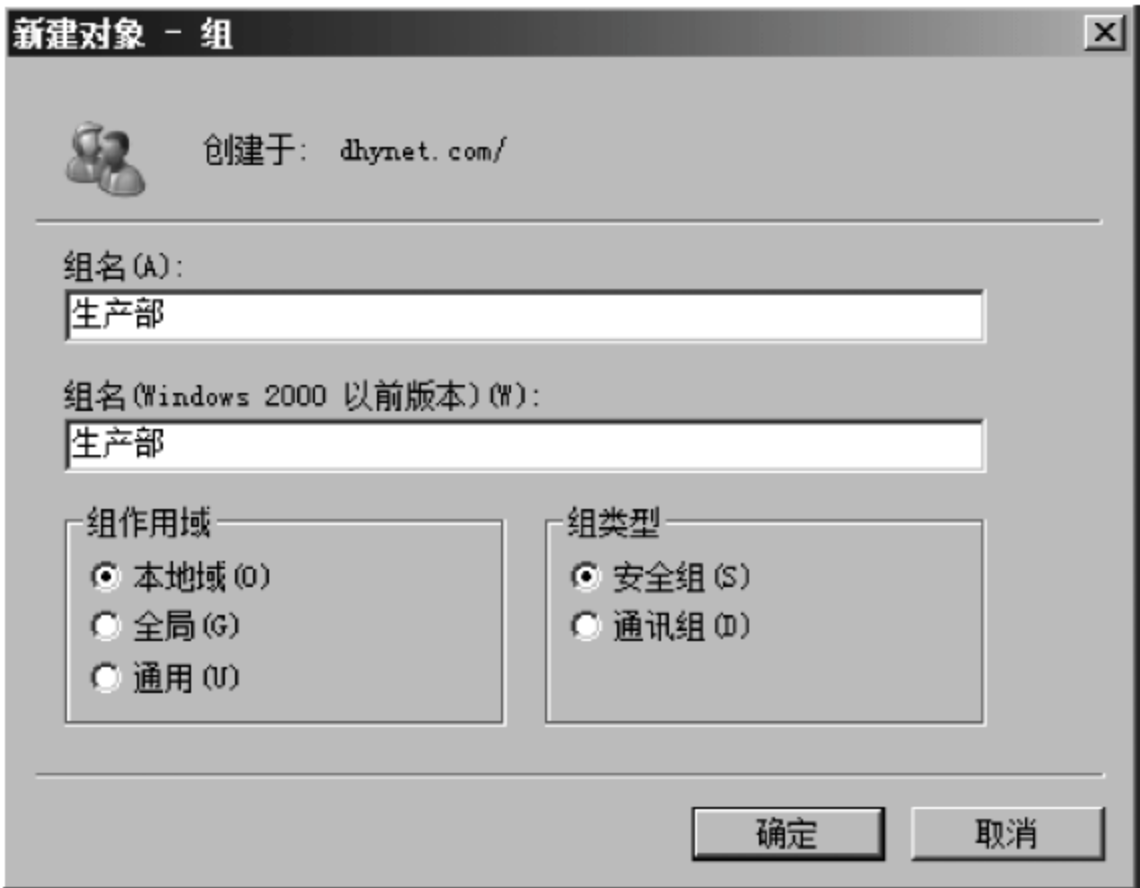 新建对象 - 组
创建于: dhynet.com/
组名(A):
生产部
组名(Windows 2000 以前版本)(W):
生产部
组作用域
本地域(O)
全局(G)
通用(U)
组类型
安全组(S)
通讯组(D)
确定
取消